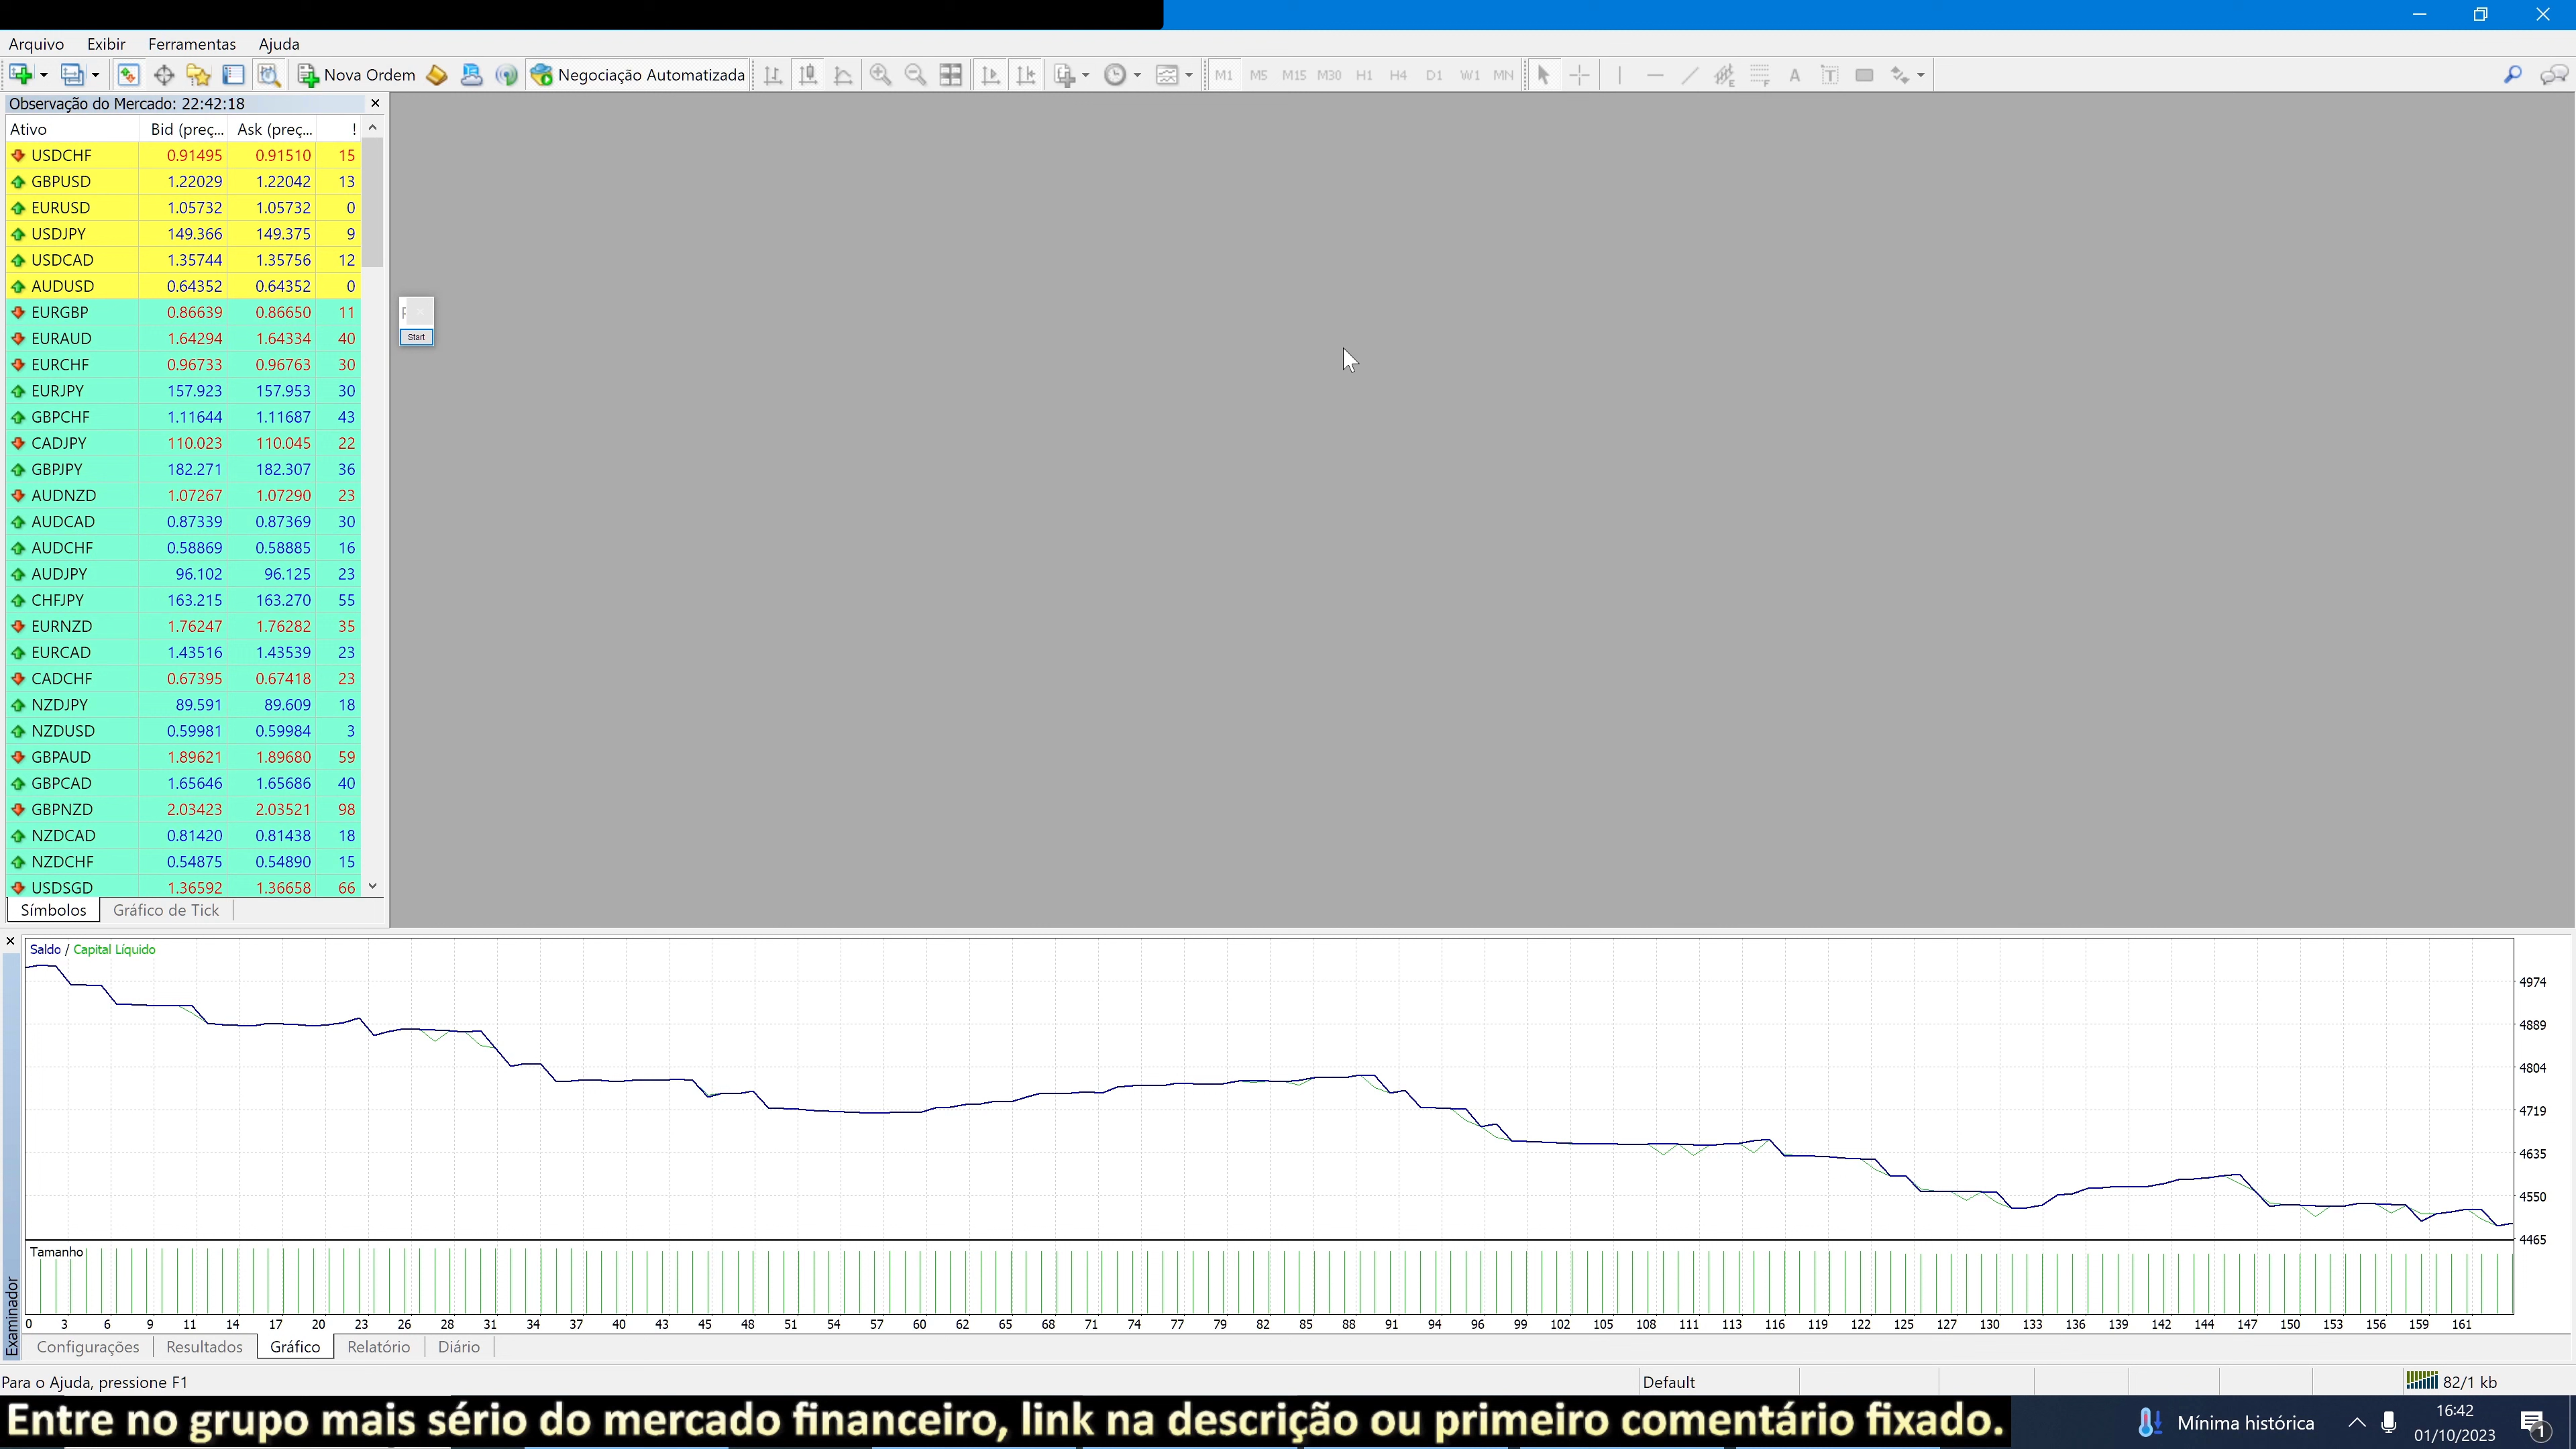 Arquivo Exibir Ferramentas Ajuda
Nova Ordem Negociação Automatizada M1 M5 M15 M30 H1 H4 D1 W1 MN
Observação do Mercado: 22:42:18
Ativo Bid (preç... Ask (preç... !
USDCHF 0.91495 0.91510 15
GBPUSD 1.22029 1.22042 13
EURUSD 1.05732 1.05732 0
USDJPY 149.366 149.375 9
USDCAD 1.35744 1.35756 12
AUDUSD 0.64352 0.64352 0
EURGBP 0.86639 0.86650 11
EURAUD 1.64294 1.64334 40
EURCHF 0.96733 0.96763 30
EURJPY 157.923 157.953 30
GBPCHF 1.11644 1.11687 43
CADJPY 110.023 110.045 22
GBPJPY 182.271 182.307 36
AUDNZD 1.07267 1.07290 23
AUDCAD 0.87339 0.87369 30
AUDCHF 0.58869 0.58885 16
AUDJPY 96.102 96.125 23
CHFJPY 163.215 163.270 55
EURNZD 1.76247 1.76282 35
EURCAD 1.43516 1.43539 23
CADCHF 0.67395 0.67418 23
NZDJPY 89.591 89.609 18
NZDUSD 0.59981 0.59984 3
GBPAUD 1.89621 1.89680 59
GBPCAD 1.65646 1.65686 40
GBPNZD 2.03423 2.03521 98
NZDCAD 0.81420 0.81438 18
NZDCHF 0.54875 0.54890 15
USDSGD 1.36592 1.36658 66
Símbolos Gráfico de Tick
Start
Saldo / Capital Líquido
4974
4889
4804
4719
4635
4550
4465
Tamanho
0 3 6 9 11 14 17 20 23 26 28 31 34 37 40 43 45 48 51 54 57 60 62 65 68 71 74 77 79 82 85 88 91 94 96 99 102 105 108 111 113 116 119 122 125 127 130 133 136 139 142 144 147 150 153 156 159 161
Examinador
Configurações Resultados Gráfico Relatório Diário
Para o Ajuda, pressione F1 Default 82/1 kb
Entre no grupo mais sério do mercado financeiro, link na descrição ou primeiro comentário fixado.
Mínima histórica
16:42
01/10/2023
1